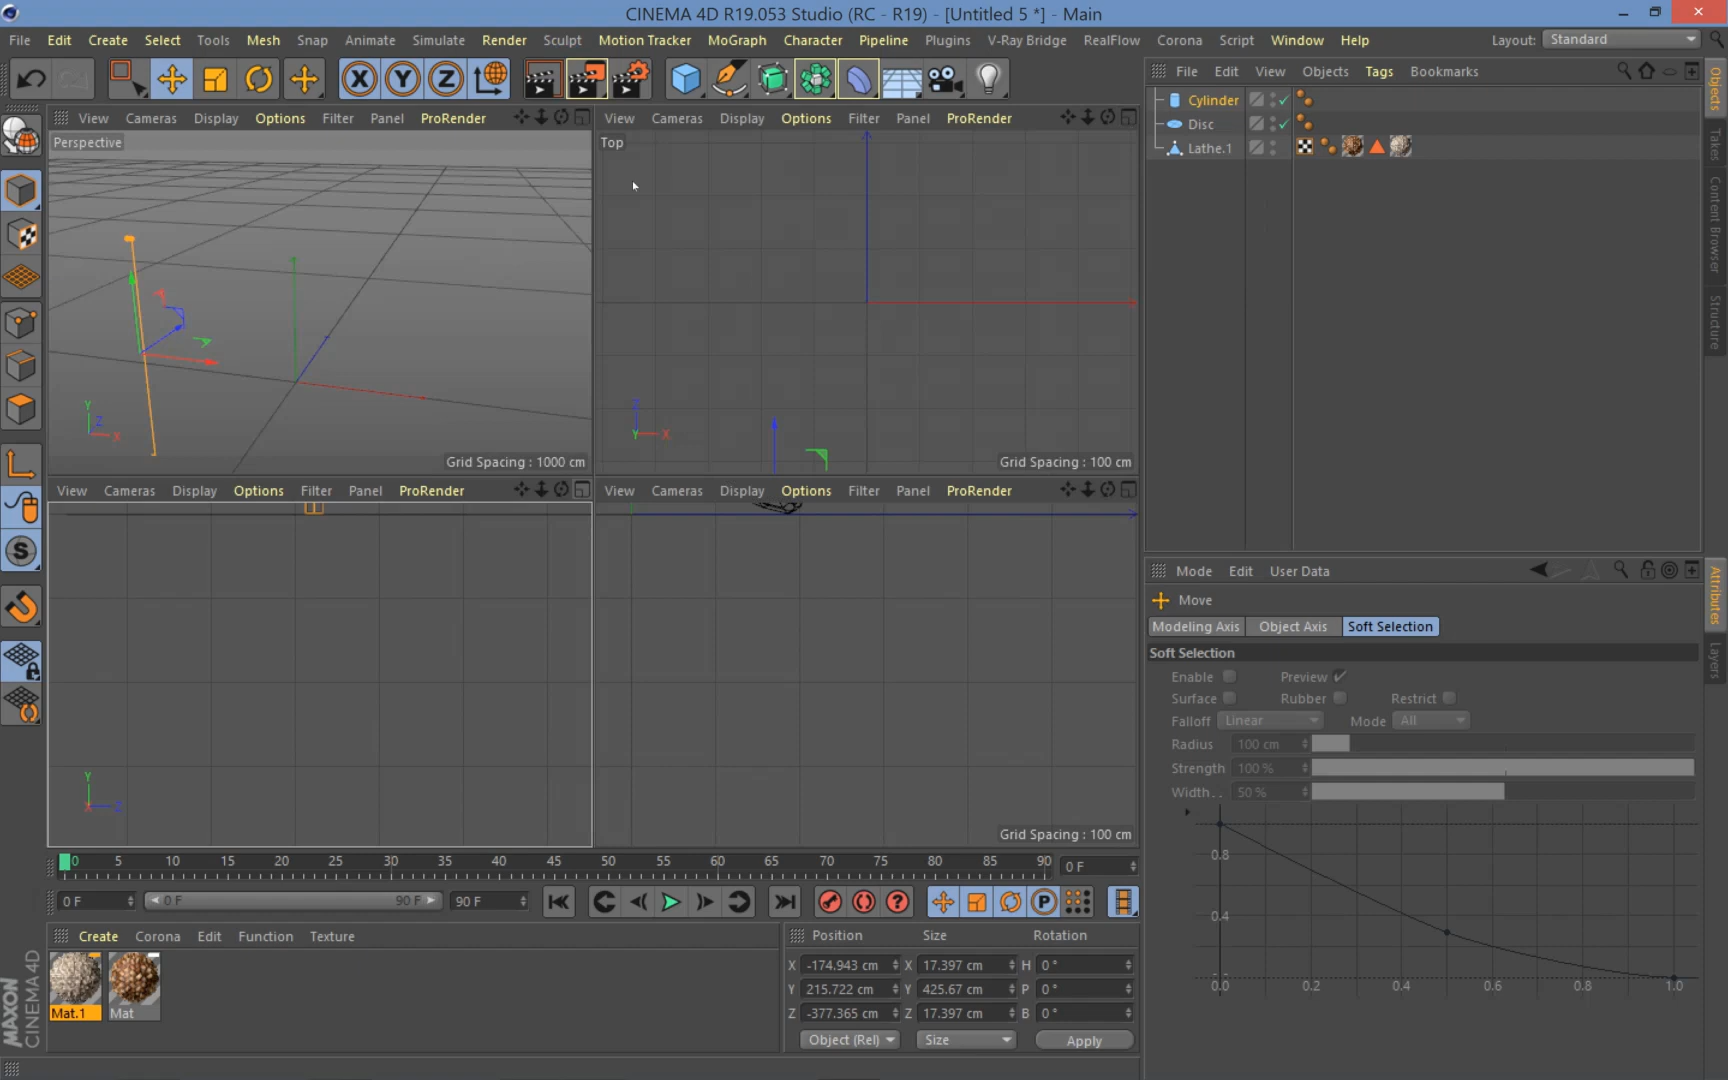 CINEMA 4D R19.053 Studio (RC - R19) - [Untitled 5 *] - Main
File Edit Create Select Tools Mesh Snap Animate Simulate Render Sculpt Motion Tracker MoGraph Character Pipeline Plugins V-Ray Bridge RealFlow Corona Script Window Help Layout: Standard
X Y Z
File Edit View Objects Tags Bookmarks
Cylinder
Disc
Lathe.1
Objects
Takes
Content Browser
Structure
View Cameras Display Options Filter Panel ProRender
Perspective
Y
Z
X
Grid Spacing : 1000 cm
View Cameras Display Options Filter Panel ProRender
Top
Z
Y X
Grid Spacing : 100 cm
View Cameras Display Options Filter Panel ProRender
Y
X Z
View Cameras Display Options Filter Panel ProRender
Grid Spacing : 100 cm
S
Mode Edit User Data
Move
Modeling Axis Object Axis Soft Selection
Soft Selection
Enable Preview
Surface Rubber Restrict
Falloff Linear Mode All
Radius 100 cm
Strength 100 %
Width . . 50 %
0.8
0.4
0.0 0.2 0.4 0.6 0.8 1.0
Attributes
Layers
0 5 10 15 20 25 30 35 40 45 50 55 60 65 70 75 80 85 90 0 F
0 F 0 F 90 F 90 F
P
Create Corona Edit Function Texture
Mat.1 Mat
Position Size Rotation
X -174.943 cm X 17.397 cm H 0 °
Y 215.722 cm Y 425.67 cm P 0 °
Z -377.365 cm Z 17.397 cm B 0 °
Object (Rel) Size Apply
MAXON
CINEMA 4D